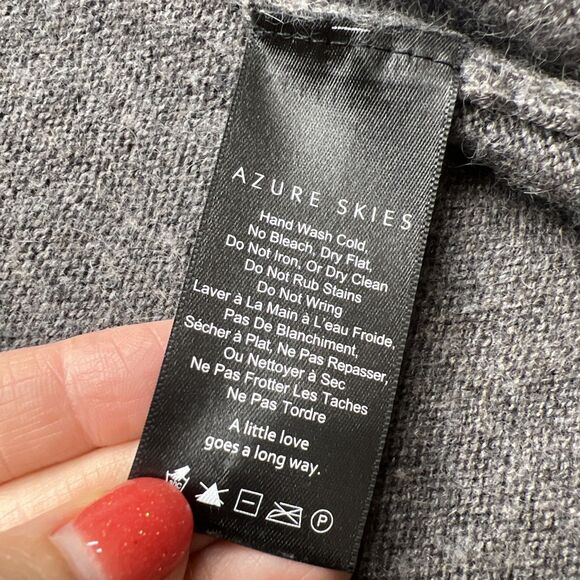 AZURE SKIES
Hand Wash Cold,
No Bleach, Dry Flat,
Do Not Iron, Or Dry Clean
Do Not Rub Stains
Do Not Wring
Laver à La Main à L'eau Froide,
Pas De Blanchiment,
Sécher à Plat, Ne Pas Repasser,
Ou Nettoyer à Sec
Ne Pas Frotter Les Taches
Ne Pas Tordre
A little love
goes a long way.
P